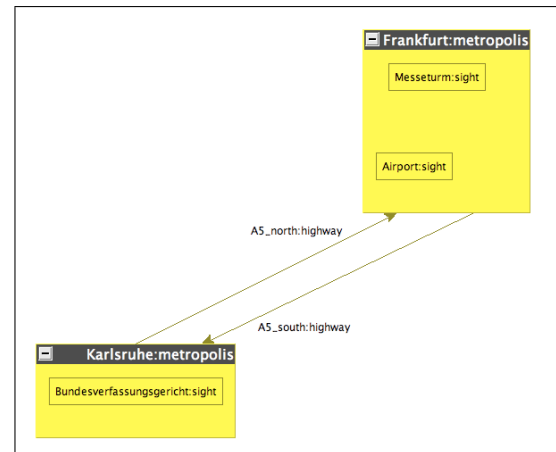 Frankfurt:metropolis
Messeturm:sight
Airport:sight
A5_north:highway
A5_south:highway
Karlsruhe:metropolis
Bundesverfassungsgericht:sight